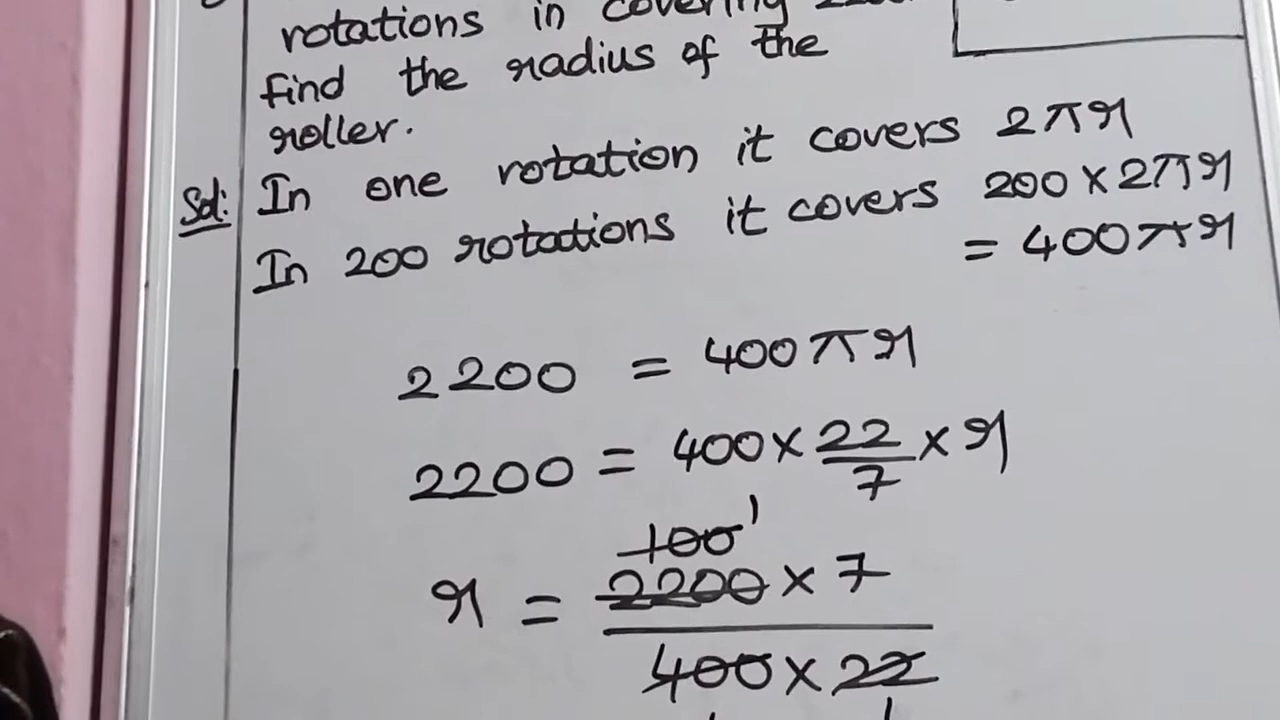 rotations in covering
find the radius of the
roller.
Sol: In one rotation it covers 2πr
In 200 rotations it covers 200 × 2πr
= 400πr
2200 = 400πr
2200 = 400 × 22/7 × r
100 1
r = 2200 × 7
400 × 22